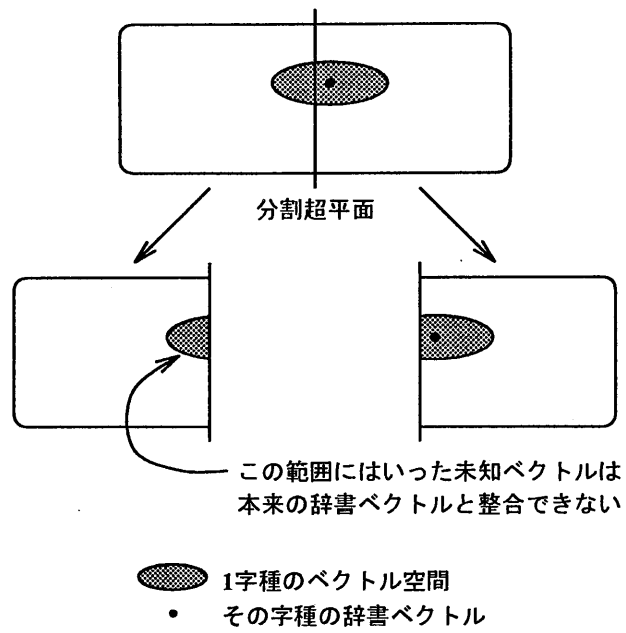 分割超平面
この範囲にはいった未知ベクトルは
本来の辞書ベクトルと整合できない
1字種のベクトル空間
その字種の辞書ベクトル